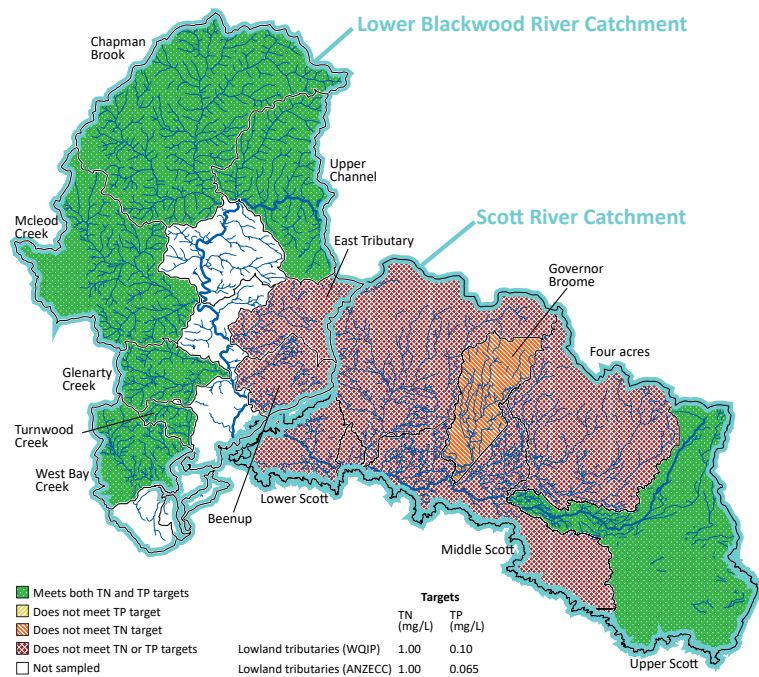 Lower Blackwood River Catchment
Chapman
Brook
Upper
Channel
Mcleod
Creek
Scott River Catchment
East Tributary
Governor
Broome
Four acres
Glenarty
Creek
Turnwood
Creek
West Bay
Creek
Lower Scott
Beenup
Middle Scott
Upper Scott
Meets both TN and TP targets
Does not meet TP target
Does not meet TN target
Does not meet TN or TP targets
Not sampled
Targets
TN TP
(mg/L) (mg/L)
Lowland tributaries (WQIP) 1.00 0.10
Lowland tributaries (ANZECC) 1.00 0.065